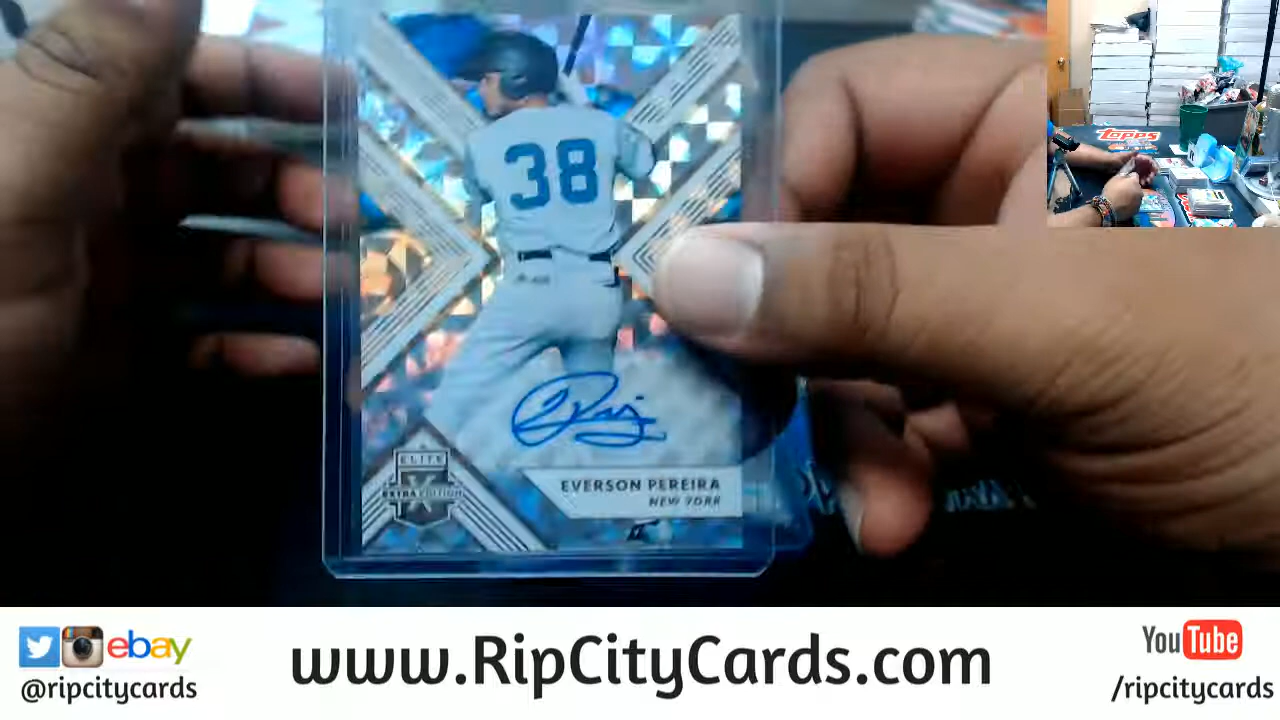 Topps
38
EVERSON PEREIRA
NEW YORK
ELITE
EXTRA EDITION
ebay
@ripcitycards
www.RipCityCards.com
YouTube
/ripcitycards